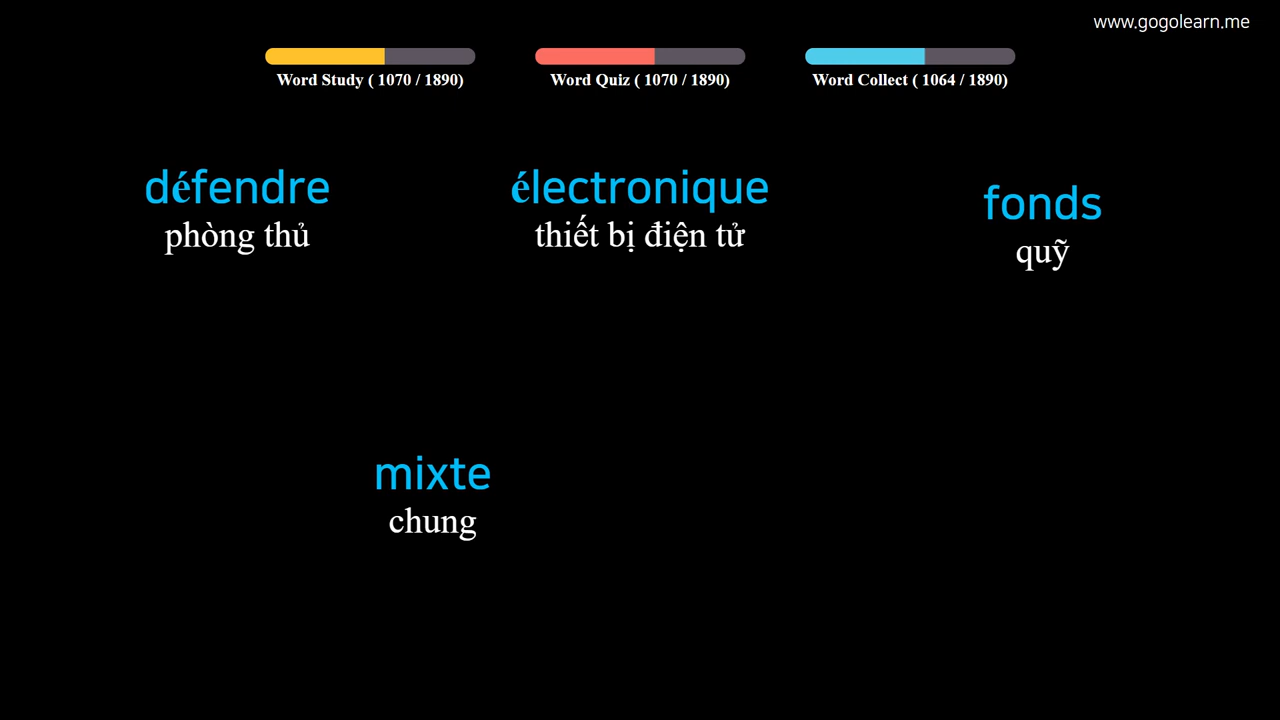 www.gogolearn.me
Word Study ( 1070 / 1890)
Word Quiz ( 1070 / 1890)
Word Collect ( 1064 / 1890)
défendre
phòng thủ
électronique
thiết bị điện tử
fonds
quỹ
mixte
chung